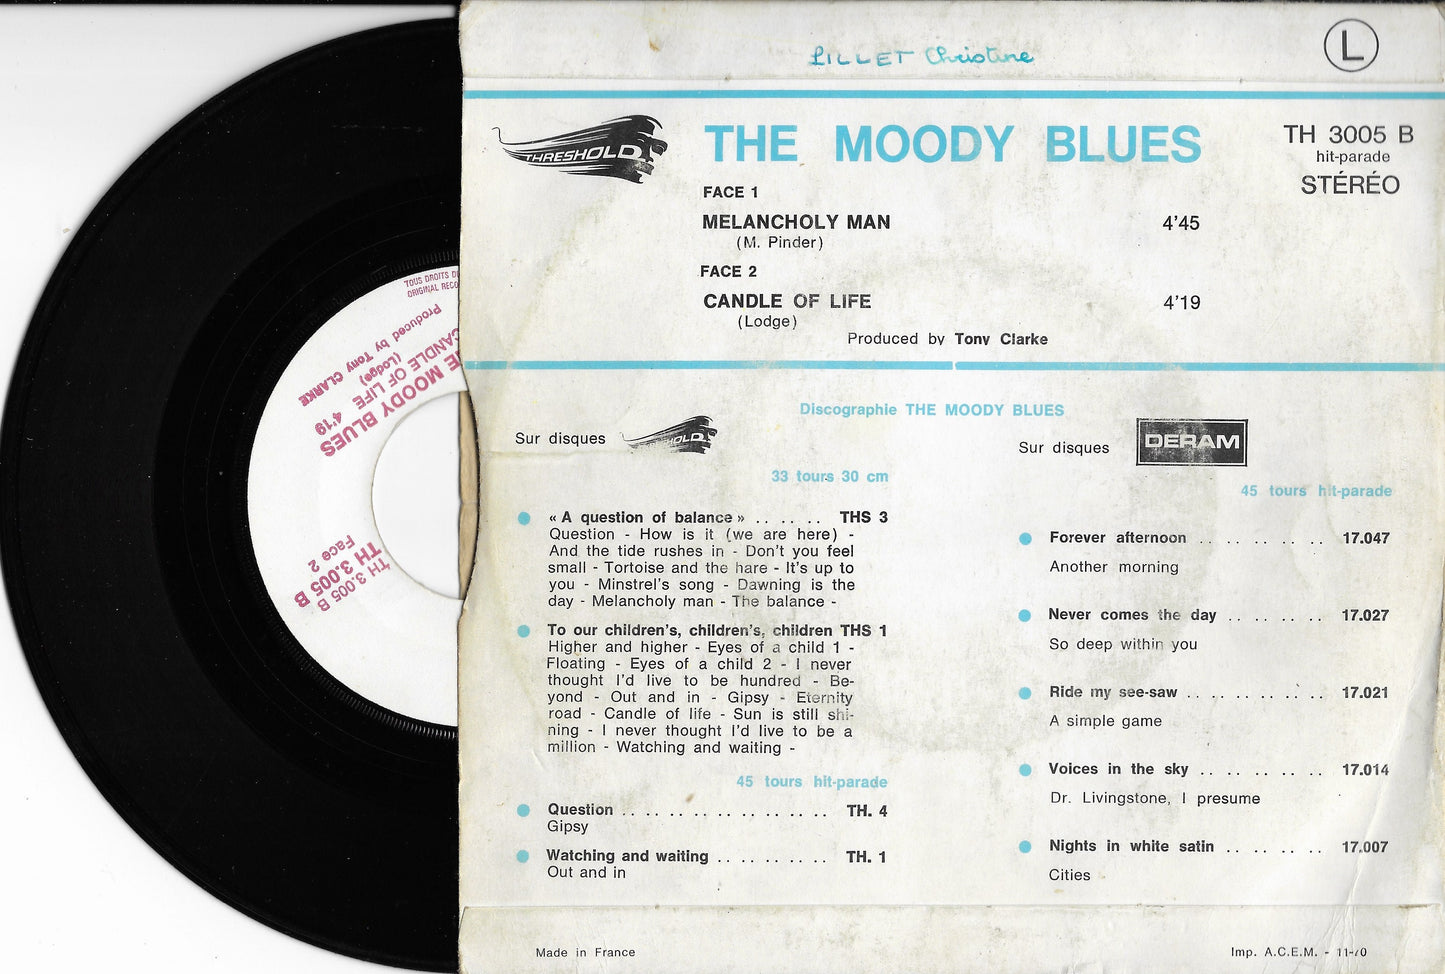 LILLET Christine
L
THRESHOLD
THE MOODY BLUES
TH 3005 B
hit-parade
STÉRÉO
FACE 1
MELANCHOLY MAN 4'45
(M. Pinder)
FACE 2
CANDLE OF LIFE 4'19
(Lodge)
Produced by Tony Clarke
Discographie THE MOODY BLUES
Sur disques THRESHOLD
33 tours 30 cm
« A question of balance » . . . . . THS 3
Question - How is it (we are here) -
And the tide rushes in - Don't you feel
small - Tortoise and the hare - It's up to
you - Minstrel's song - Dawning is the
day - Melancholy man - The balance -
To our children's, children's, children THS 1
Higher and higher - Eyes of a child 1 -
Floating - Eyes of a child 2 - I never
thought I'd live to be hundred - Be-
yond - Out and in - Gipsy - Eternity
road - Candle of life - Sun is still shi-
ning - I never thought I'd live to be a
million - Watching and waiting -
45 tours hit-parade
Question . . . . . . . . . . . . . . TH. 4
Gipsy
Watching and waiting . . . . . . . . TH. 1
Out and in
Sur disques DERAM
45 tours hit-parade
Forever afternoon . . . . . . . . 17.047
Another morning
Never comes the day . . . . . . 17.027
So deep within you
Ride my see-saw . . . . . . . . . 17.021
A simple game
Voices in the sky . . . . . . . . 17.014
Dr. Livingstone, I presume
Nights in white satin . . . . . . 17.007
Cities
Made in France
Imp. A.C.E.M. - 11-70
TH 3.005 B
TH 3.005 B
Face 2
THE MOODY BLUES
CANDLE OF LIFE 4'19
(Lodge)
Produced by Tony CLARKE
TOUS DROITS DU
ORIGINAL RECO